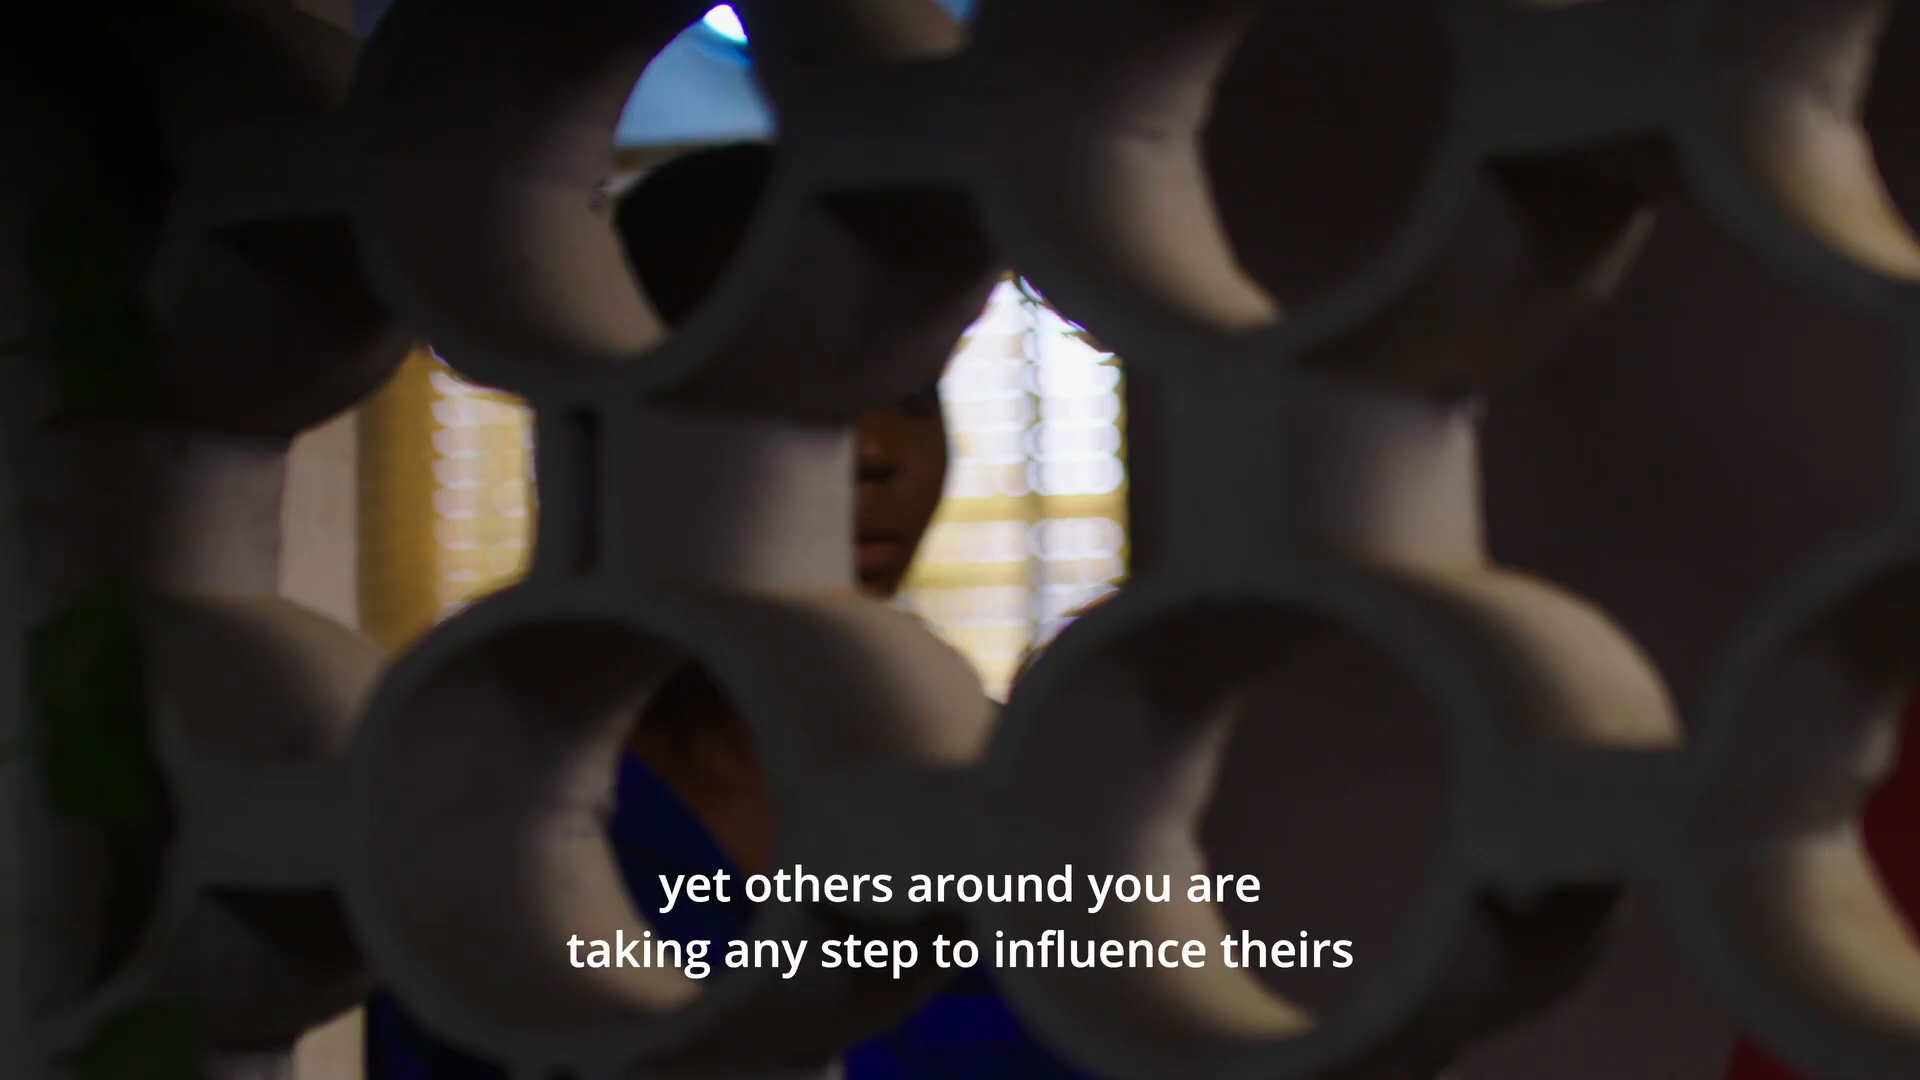 yet others around you are
taking any step to influence theirs